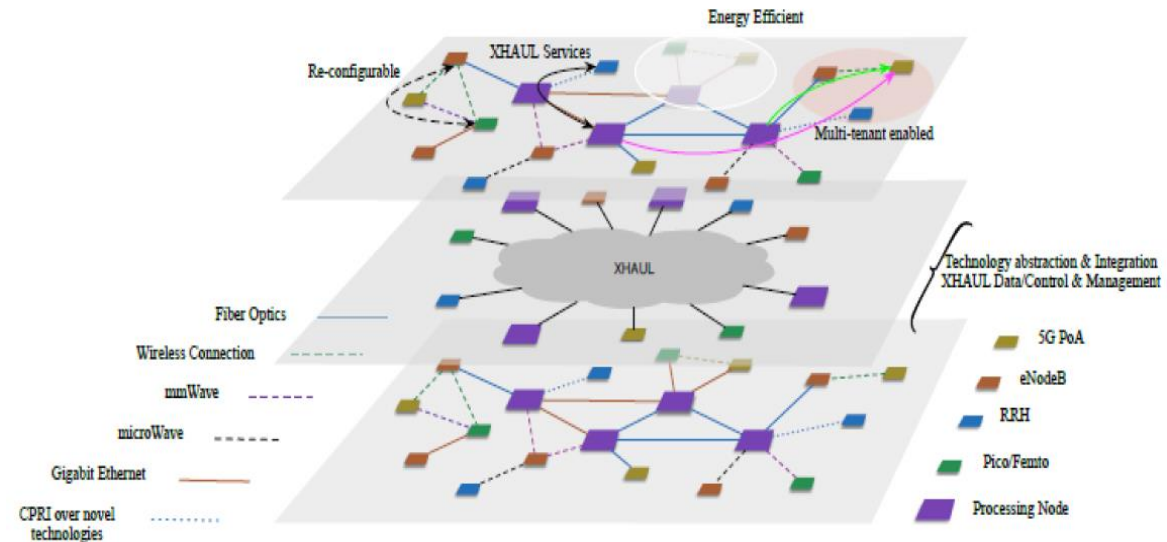 Energy Efficient
XHAUL Services
Re-configurable
Multi-tenant enabled
XHAUL
Technology abstraction & Integration
XHAUL Data/Control & Management
Fiber Optics
Wireless Connection
mmWave
microWave
Gigabit Ethernet
CPRI over novel
technologies
5G PoA
eNodeB
RRH
Pico/Femto
Processing Node